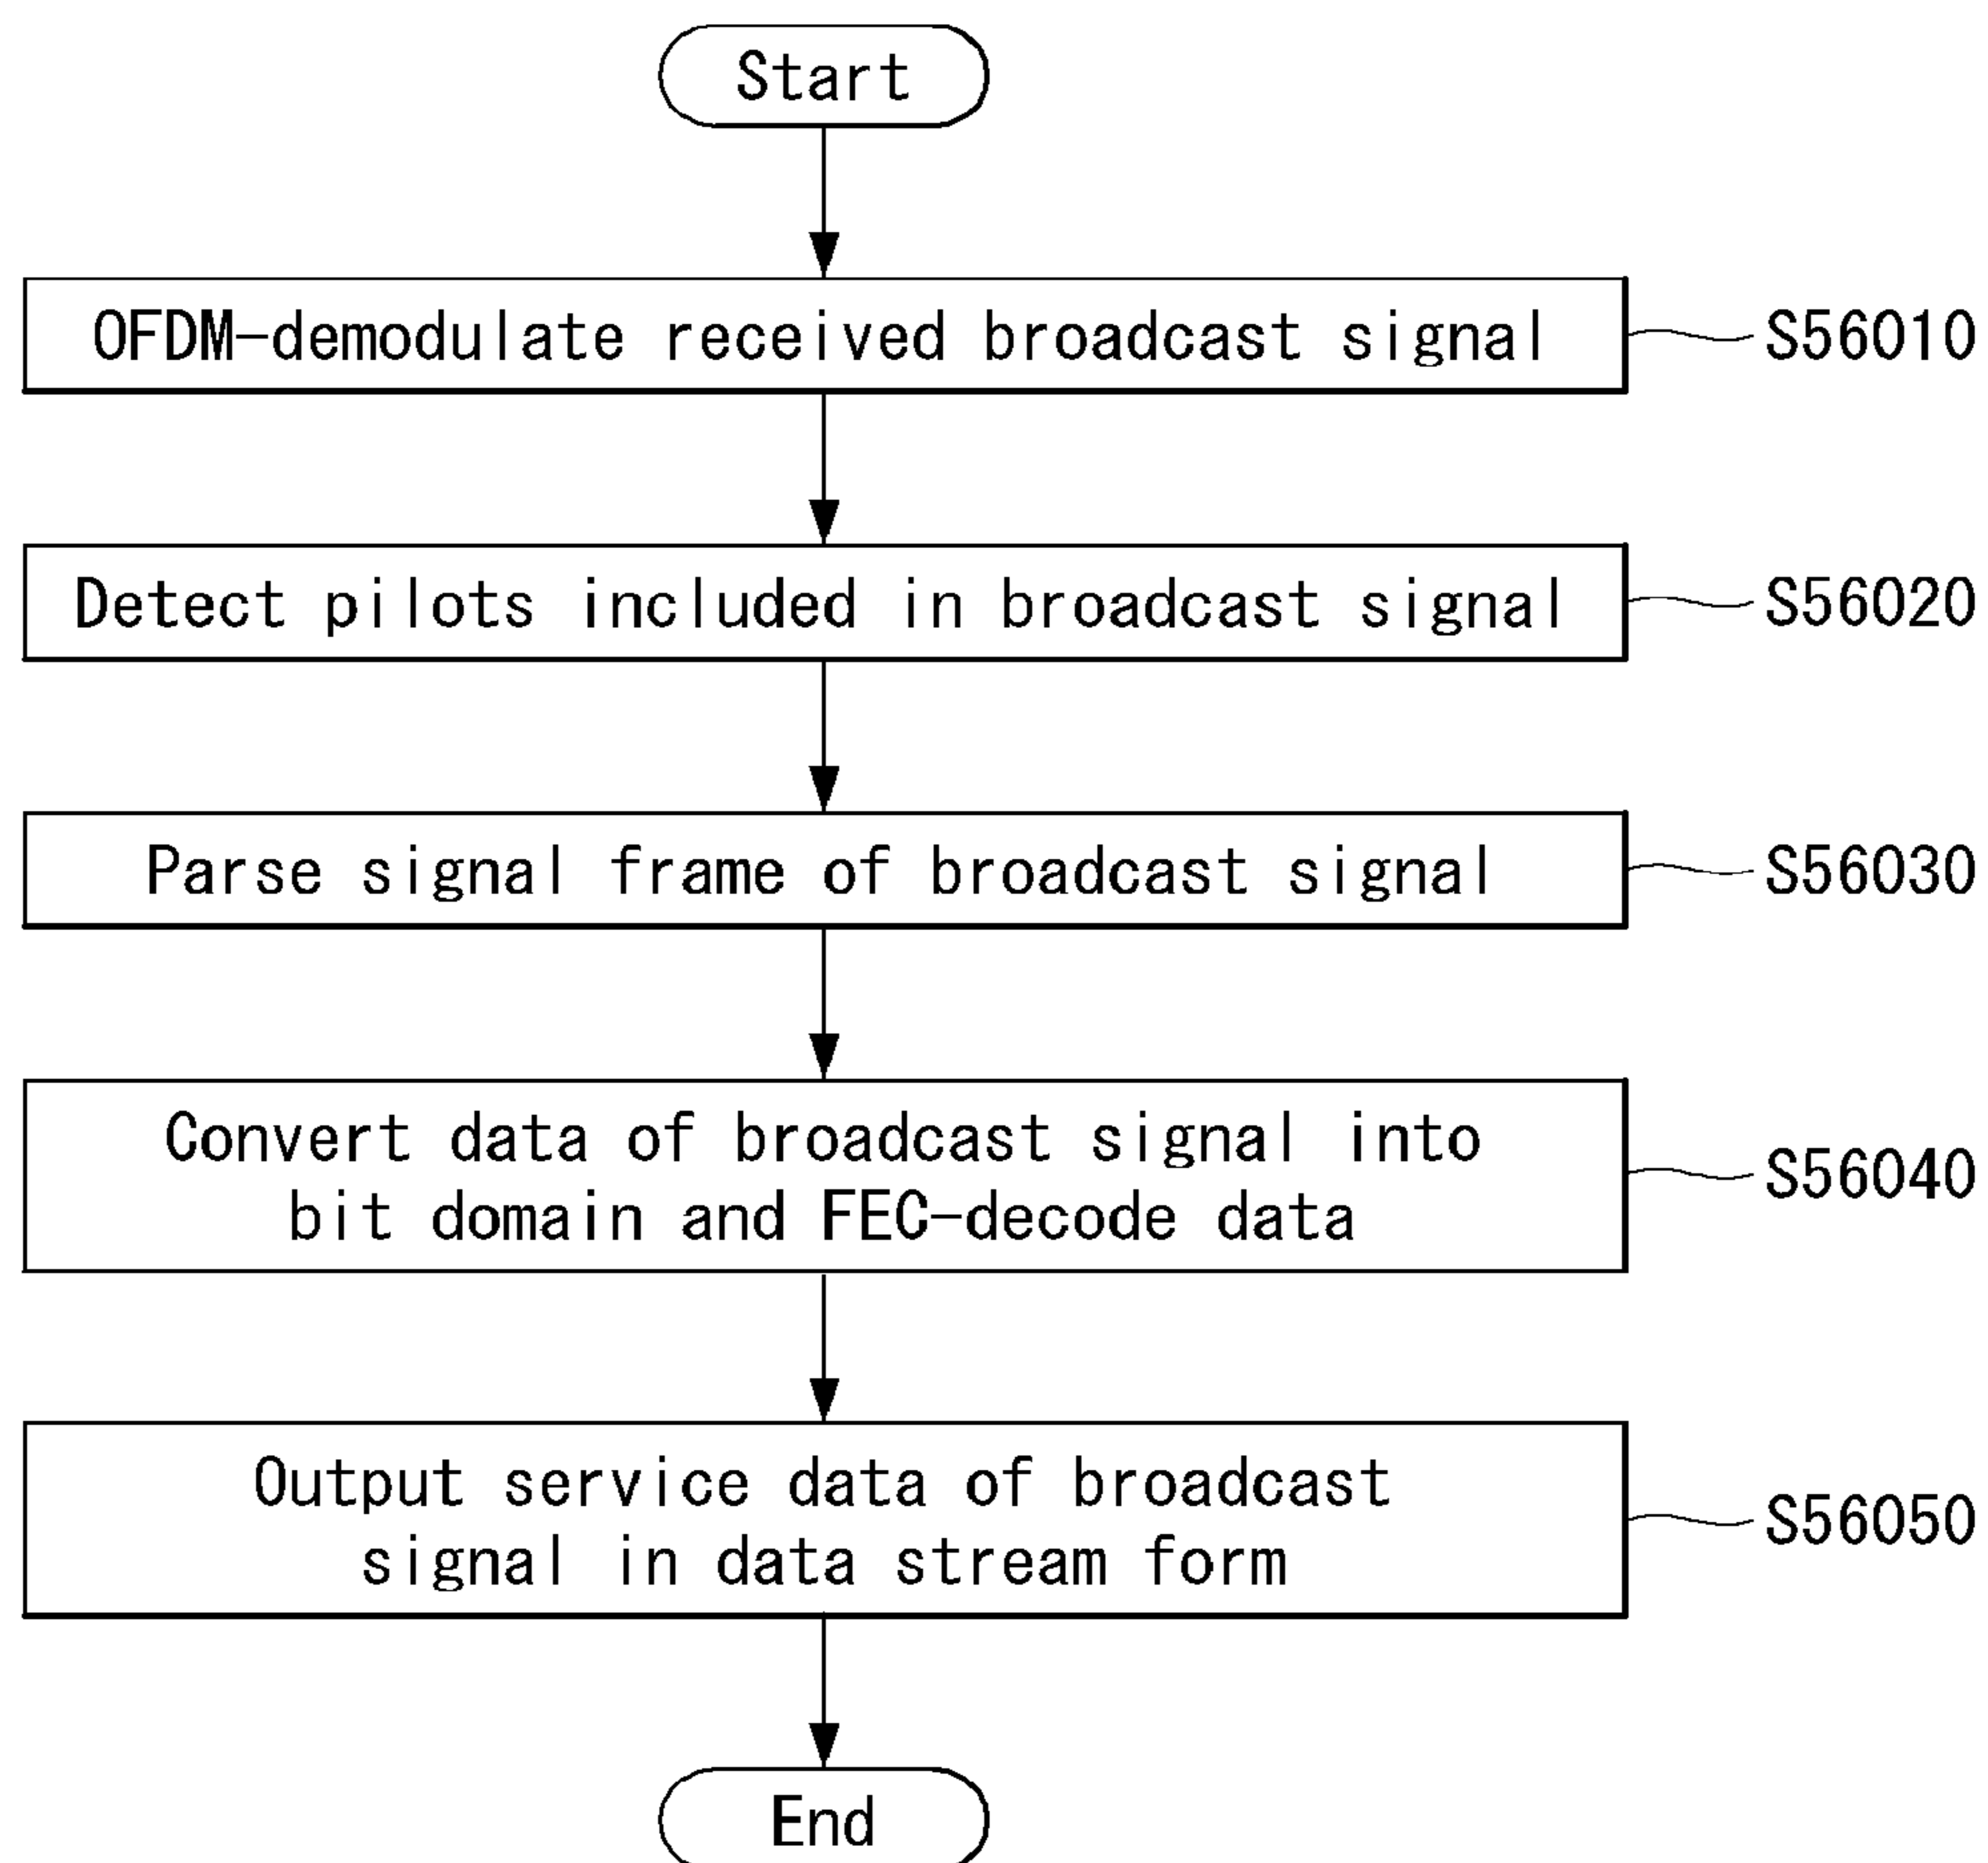 Start
OFDM-demodulate received broadcast signal
S56010
Detect pilots included in broadcast signal
S56020
Parse signal frame of broadcast signal
S56030
Convert data of broadcast signal into
bit domain and FEC-decode data
S56040
Output service data of broadcast
signal in data stream form
S56050
End